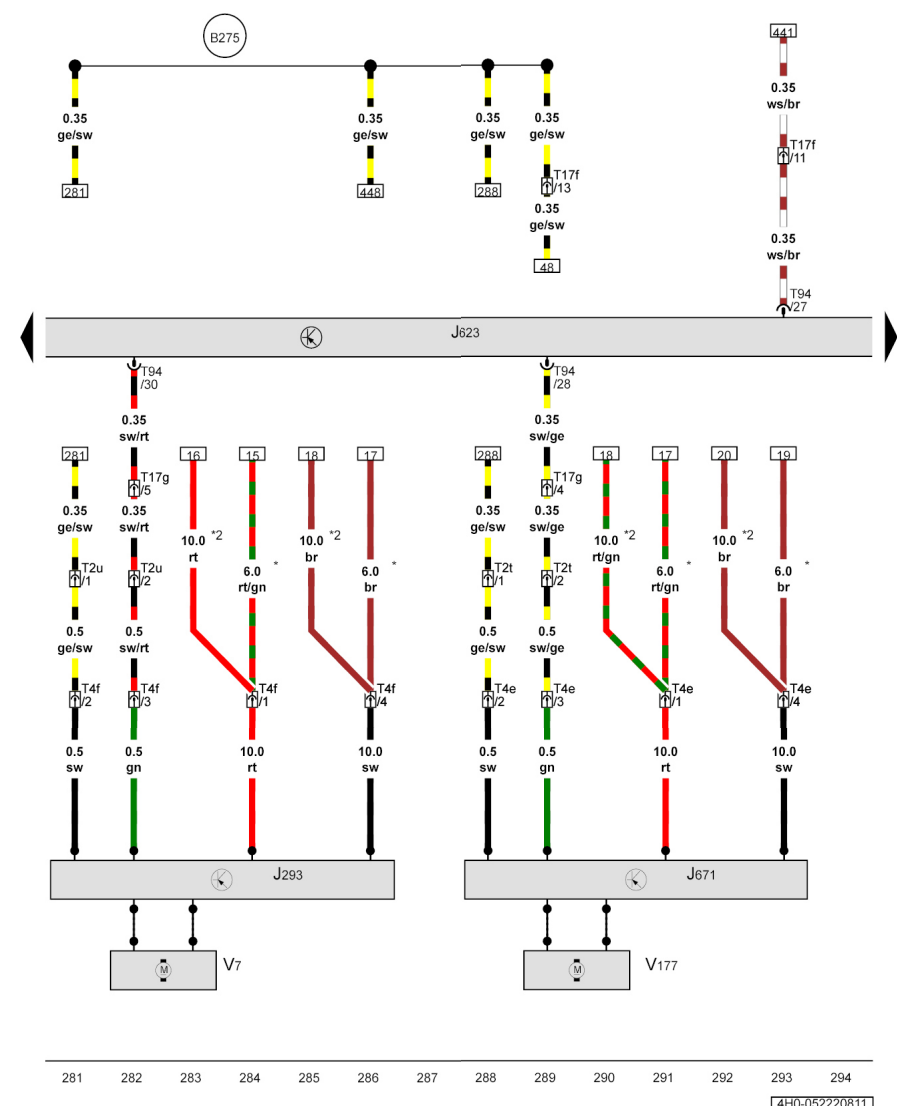 B275
441
0.35 0.35 0.35 0.35 0.35
ge/sw ge/sw ge/sw ge/sw ws/br
T17f
/11
T17f
/13
281 448 288
0.35
ge/sw
0.35
ws/br
48
T94
/27
J623
T94
/30
T94
/28
0.35
sw/rt
0.35
sw/ge
281 16 15 18 17 288 18 17 20 19
T17g
/5
T17g
/4
0.35 0.35 0.35 0.35
ge/sw sw/rt ge/sw sw/ge
10.0 *2 10.0 *2 10.0 *2 10.0 *2
rt br rt/gn br
T2u
/1
T2u
/2
T2t
/1
T2t
/2
6.0 * 6.0 * 6.0 * 6.0 *
rt/gn br rt/gn br
0.5 0.5 0.5 0.5
ge/sw sw/rt ge/sw sw/ge
T4f
/2
T4f
/3
T4f
/1
T4f
/4
T4e
/2
T4e
/3
T4e
/1
T4e
/4
0.5 0.5 10.0 10.0 0.5 0.5 10.0 10.0
sw gn rt sw sw gn rt sw
J293 J671
M V7 M V177
281 282 283 284 285 286 287 288 289 290 291 292 293 294
4H0-052220811